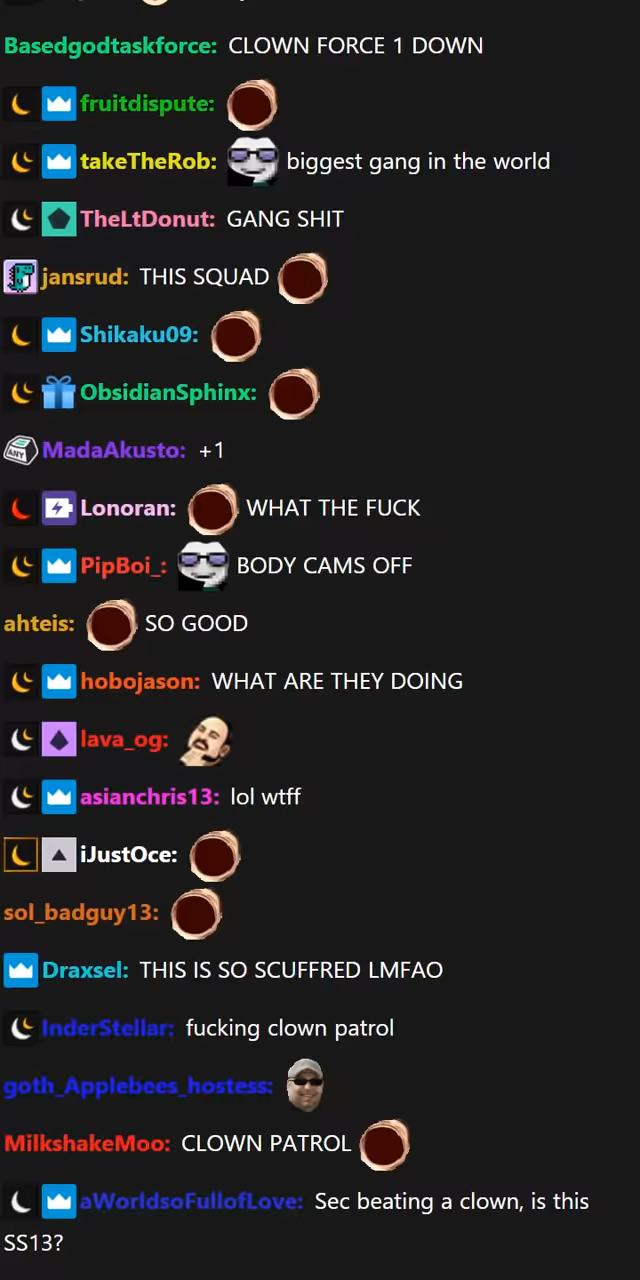 Basedgodtaskforce: CLOWN FORCE 1 DOWN
fruitdispute:
takeTheRob: biggest gang in the world
TheLtDonut: GANG SHIT
jansrud: THIS SQUAD
Shikaku09:
ObsidianSphinx:
ANY MadaAkusto: +1
Lonoran: WHAT THE FUCK
PipBoi_: BODY CAMS OFF
ahteis: SO GOOD
hobojason: WHAT ARE THEY DOING
lava_og:
asianchris13: lol wtff
iJustOce:
sol_badguy13:
Draxsel: THIS IS SO SCUFFRED LMFAO
InderStellar: fucking clown patrol
goth_Applebees_hostess:
MilkshakeMoo: CLOWN PATROL
aWorldsoFullofLove: Sec beating a clown, is this
SS13?